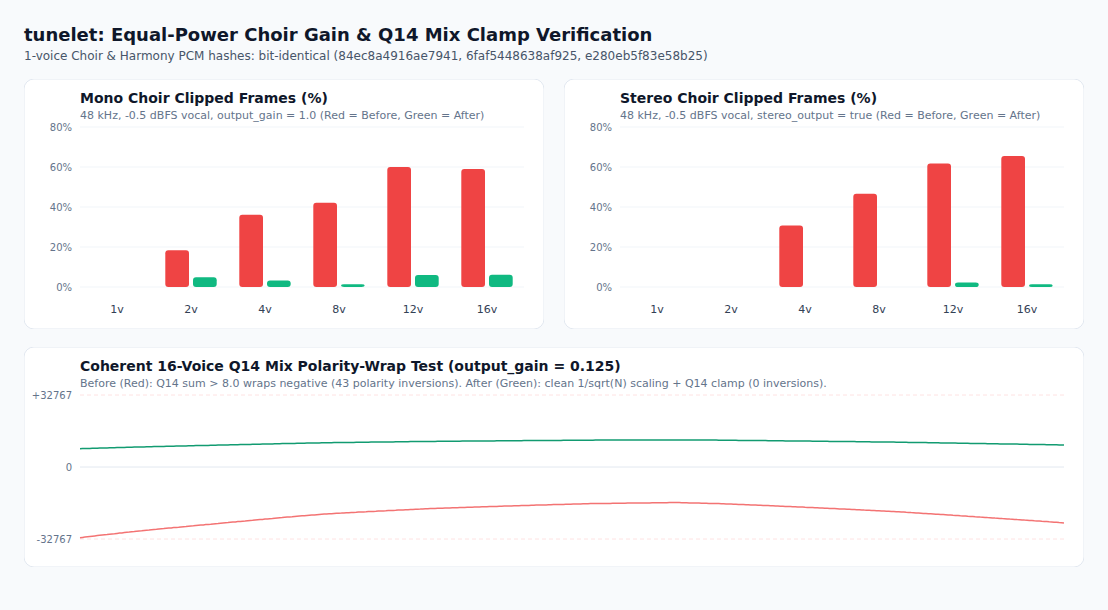 tunelet: Equal-Power Choir Gain & Q14 Mix Clamp Verification
1-voice Choir & Harmony PCM hashes: bit-identical (84ec8a4916ae7941, 6faf5448638af925, e280eb5f83e58b25)
Mono Choir Clipped Frames (%)
48 kHz, -0.5 dBFS vocal, output_gain = 1.0 (Red = Before, Green = After)
80%
60%
40%
20%
0%
1v 2v 4v 8v 12v 16v
Stereo Choir Clipped Frames (%)
48 kHz, -0.5 dBFS vocal, stereo_output = true (Red = Before, Green = After)
80%
60%
40%
20%
0%
1v 2v 4v 8v 12v 16v
Coherent 16-Voice Q14 Mix Polarity-Wrap Test (output_gain = 0.125)
Before (Red): Q14 sum > 8.0 wraps negative (43 polarity inversions). After (Green): clean 1/sqrt(N) scaling + Q14 clamp (0 inversions).
+32767
0
-32767